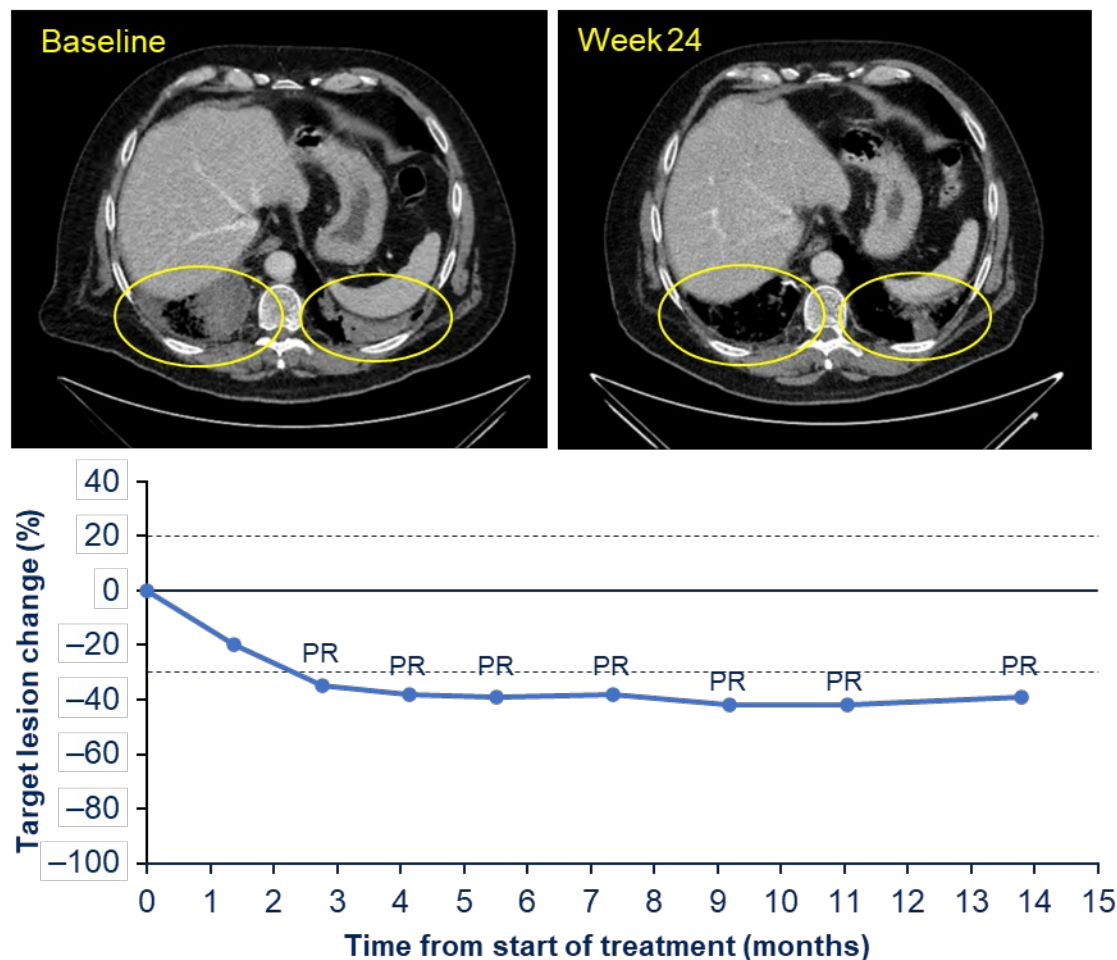 Baseline
Week 24
Target lesion change (%)
40
20
0
–20
–40
–60
–80
–100
PR
PR
PR
PR
PR
PR
PR
0 1 2 3 4 5 6 7 8 9 10 11 12 13 14 15
Time from start of treatment (months)